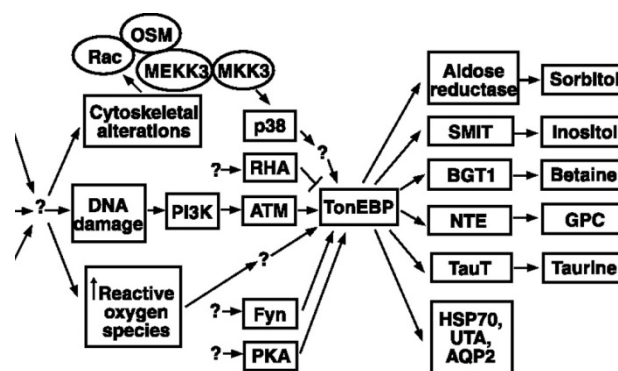 OSM
Rac
MEKK3
MKK3
Cytoskeletal
alterations
p38
?
? RHA
? DNA
damage
PI3K
ATM
TonEBP
?
↑
Reactive
oxygen
species
? Fyn
? PKA
Aldose
reductase
Sorbitol
SMIT
Inositol
BGT1
Betaine
NTE
GPC
TauT
Taurine
HSP70,
UTA,
AQP2